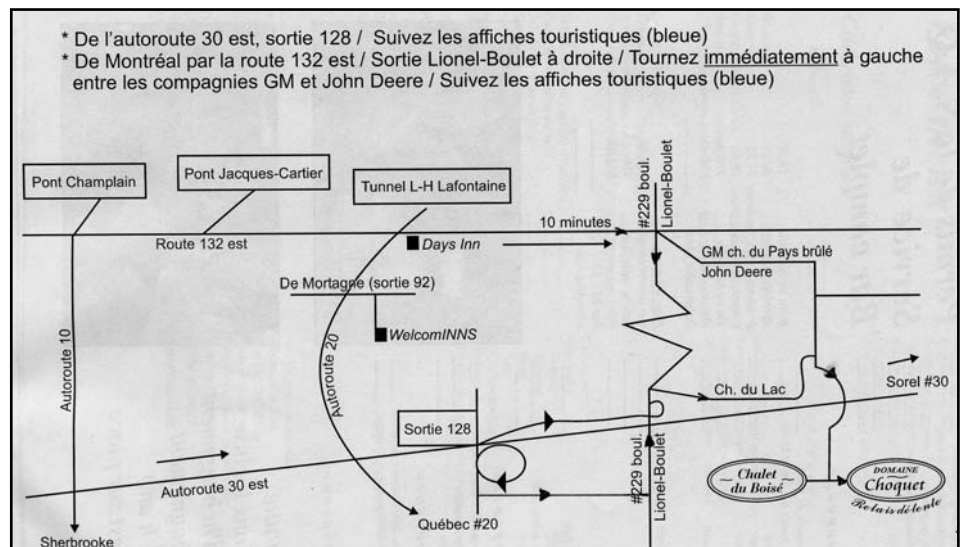 * De l'autoroute 30 est, sortie 128 / Suivez les affiches touristiques (bleue)
* De Montréal par la route 132 est / Sortie Lionel-Boulet à droite / Tournez immédiatement à gauche
entre les compagnies GM et John Deere / Suivez les affiches touristiques (bleue)
Pont Champlain
Pont Jacques-Cartier
Tunnel L-H Lafontaine
#229 boul.
Lionel-Boulet
10 minutes
Route 132 est
Days Inn
GM ch. du Pays brûlé
John Deere
De Mortagne (sortie 92)
WelcomINNS
Autoroute 10
Autoroute 20
Sorel #30
Ch. du Lac
Sortie 128
Autoroute 30 est
#229 boul.
Lionel-Boulet
Chalet
du Boisé
DOMAINE
Choquet
Relais détente
Québec #20
Sherbrooke